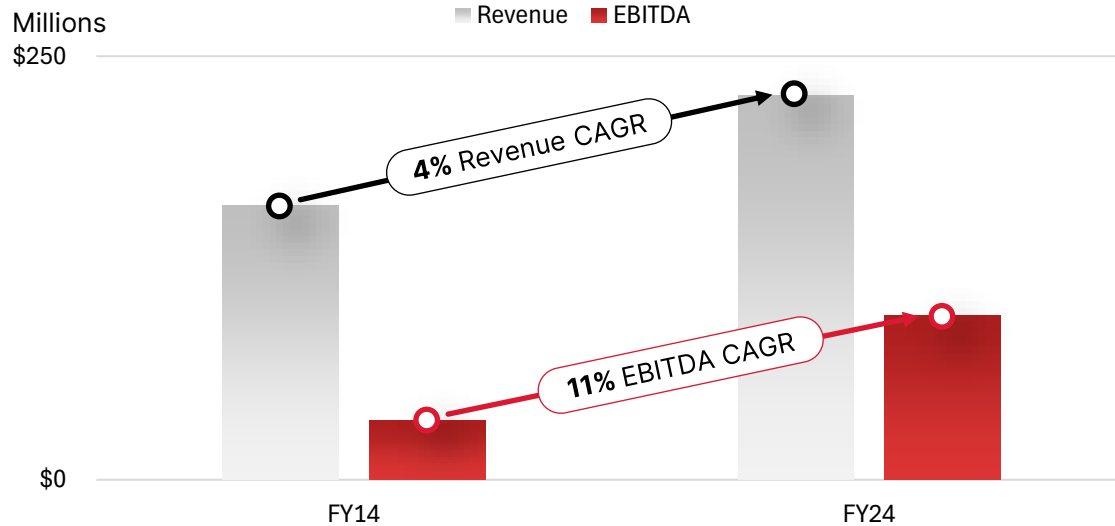 Millions
Revenue EBITDA
$250
4% Revenue CAGR
11% EBITDA CAGR
$0
FY14 FY24